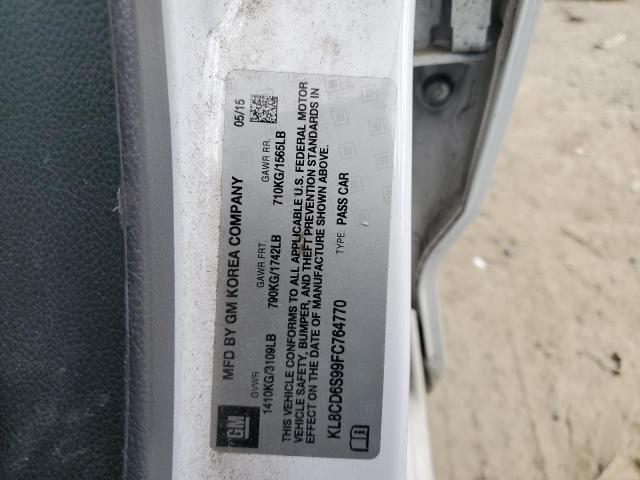 MFD BY GM KOREA COMPANY 05/15
GVWR GAWR FRT. GAWR RR.
1410KG/3109LB 790KG/1742LB 710KG/1565LB
THIS VEHICLE CONFORMS TO ALL APPLICABLE U.S. FEDERAL MOTOR
VEHICLE SAFETY, BUMPER, AND THEFT PREVENTION STANDARDS IN
EFFECT ON THE DATE OF MANUFACTURE SHOWN ABOVE.
KL8CD6S99FC764770 TYPE: PASS CAR
GM